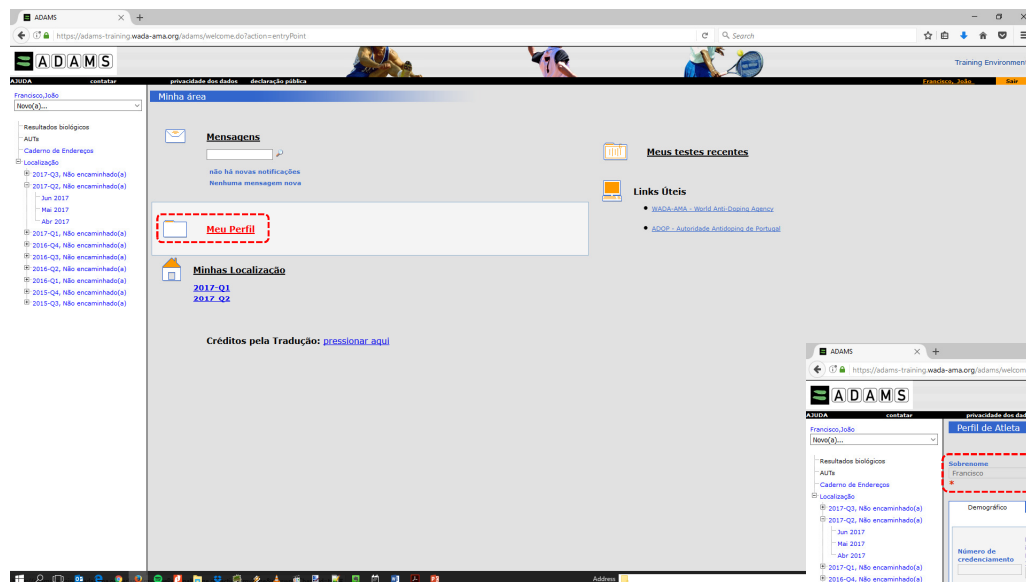 ADAMS
https://adams-training.wada-ama.org/adams/welcome.do?action=entryPoint
Search
ADAMS
Training Environment
AJUDA contatar privacidade dos dados declaração pública Francisco, João. Sair
Francisco,João
Novo(a)...
Resultados biológicos
AUTs
Caderno de Endereços
Localização
2017-Q3, Não encaminhado(a)
2017-Q2, Não encaminhado(a)
Jun 2017
Mai 2017
Abr 2017
2017-Q1, Não encaminhado(a)
2016-Q4, Não encaminhado(a)
2016-Q3, Não encaminhado(a)
2016-Q2, Não encaminhado(a)
2016-Q1, Não encaminhado(a)
2015-Q4, Não encaminhado(a)
2015-Q3, Não encaminhado(a)
Minha área
Mensagens
não há novas notificações
Nenhuma mensagem nova
Meu Perfil
Minhas Localização
2017-Q1
2017 Q2
Créditos pela Tradução: pressionar aqui
Meus testes recentes
Links Úteis
WADA-AMA - World Anti-Doping Agency
ADOP - Autoridade Antidoping de Portugal
Address
ADAMS
https://adams-training.wada-ama.org/adams/welcom
ADAMS
AJUDA contatar privacidade dos dad
Francisco,João
Novo(a)...
Resultados biológicos
AUTs
Caderno de Endereços
Localização
2017-Q3, Não encaminhado(a)
2017-Q2, Não encaminhado(a)
Jun 2017
Mai 2017
Abr 2017
2017-Q1, Não encaminhado(a)
2016-Q4, Não encaminhado(a)
Perfil de Atleta
Sobrenome
Francisco
*
Demográfico
Número de
credenciamento